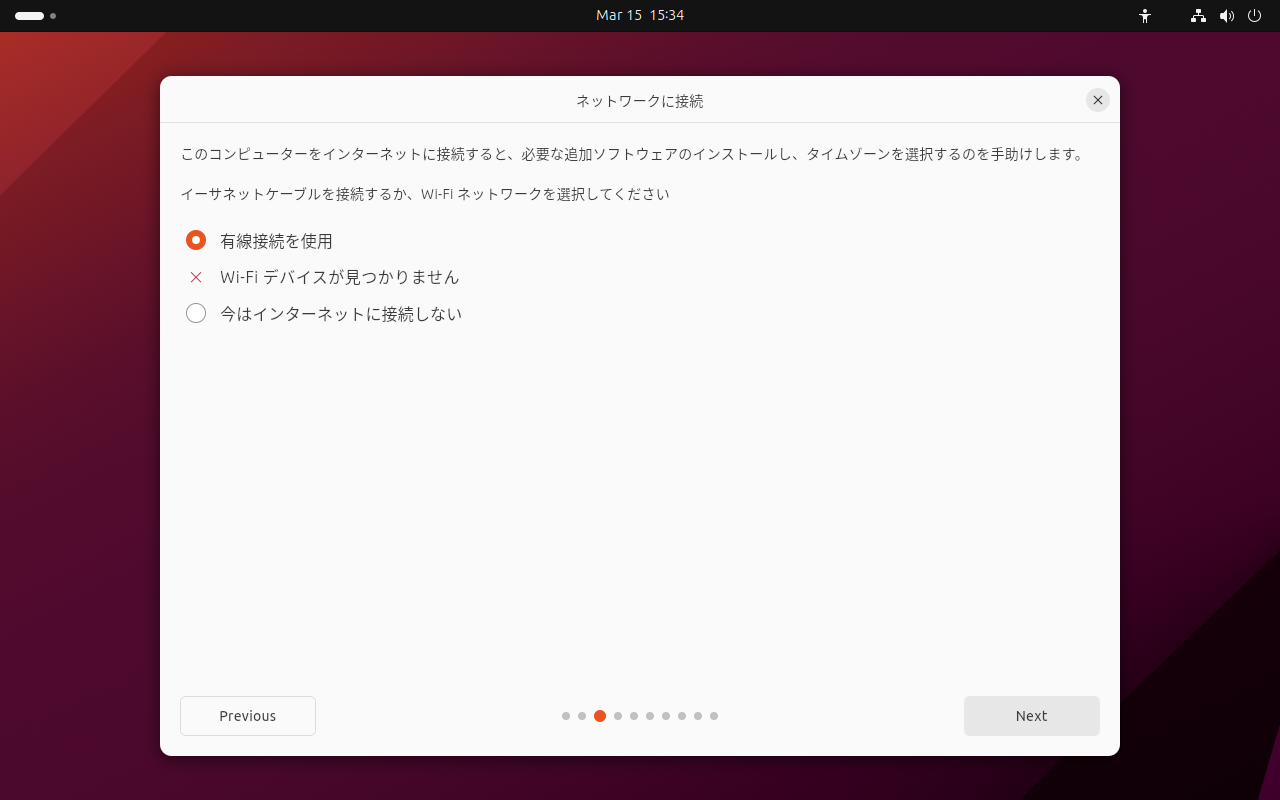 Mar 15 15:34
ネットワークに接続
このコンピューターをインターネットに接続すると、必要な追加ソフトウェアのインストールし、タイムゾーンを選択するのを手助けします。
イーサネットケーブルを接続するか、Wi-Fi ネットワークを選択してください
有線接続を使用
Wi-Fi デバイスが見つかりません
今はインターネットに接続しない
Previous
Next